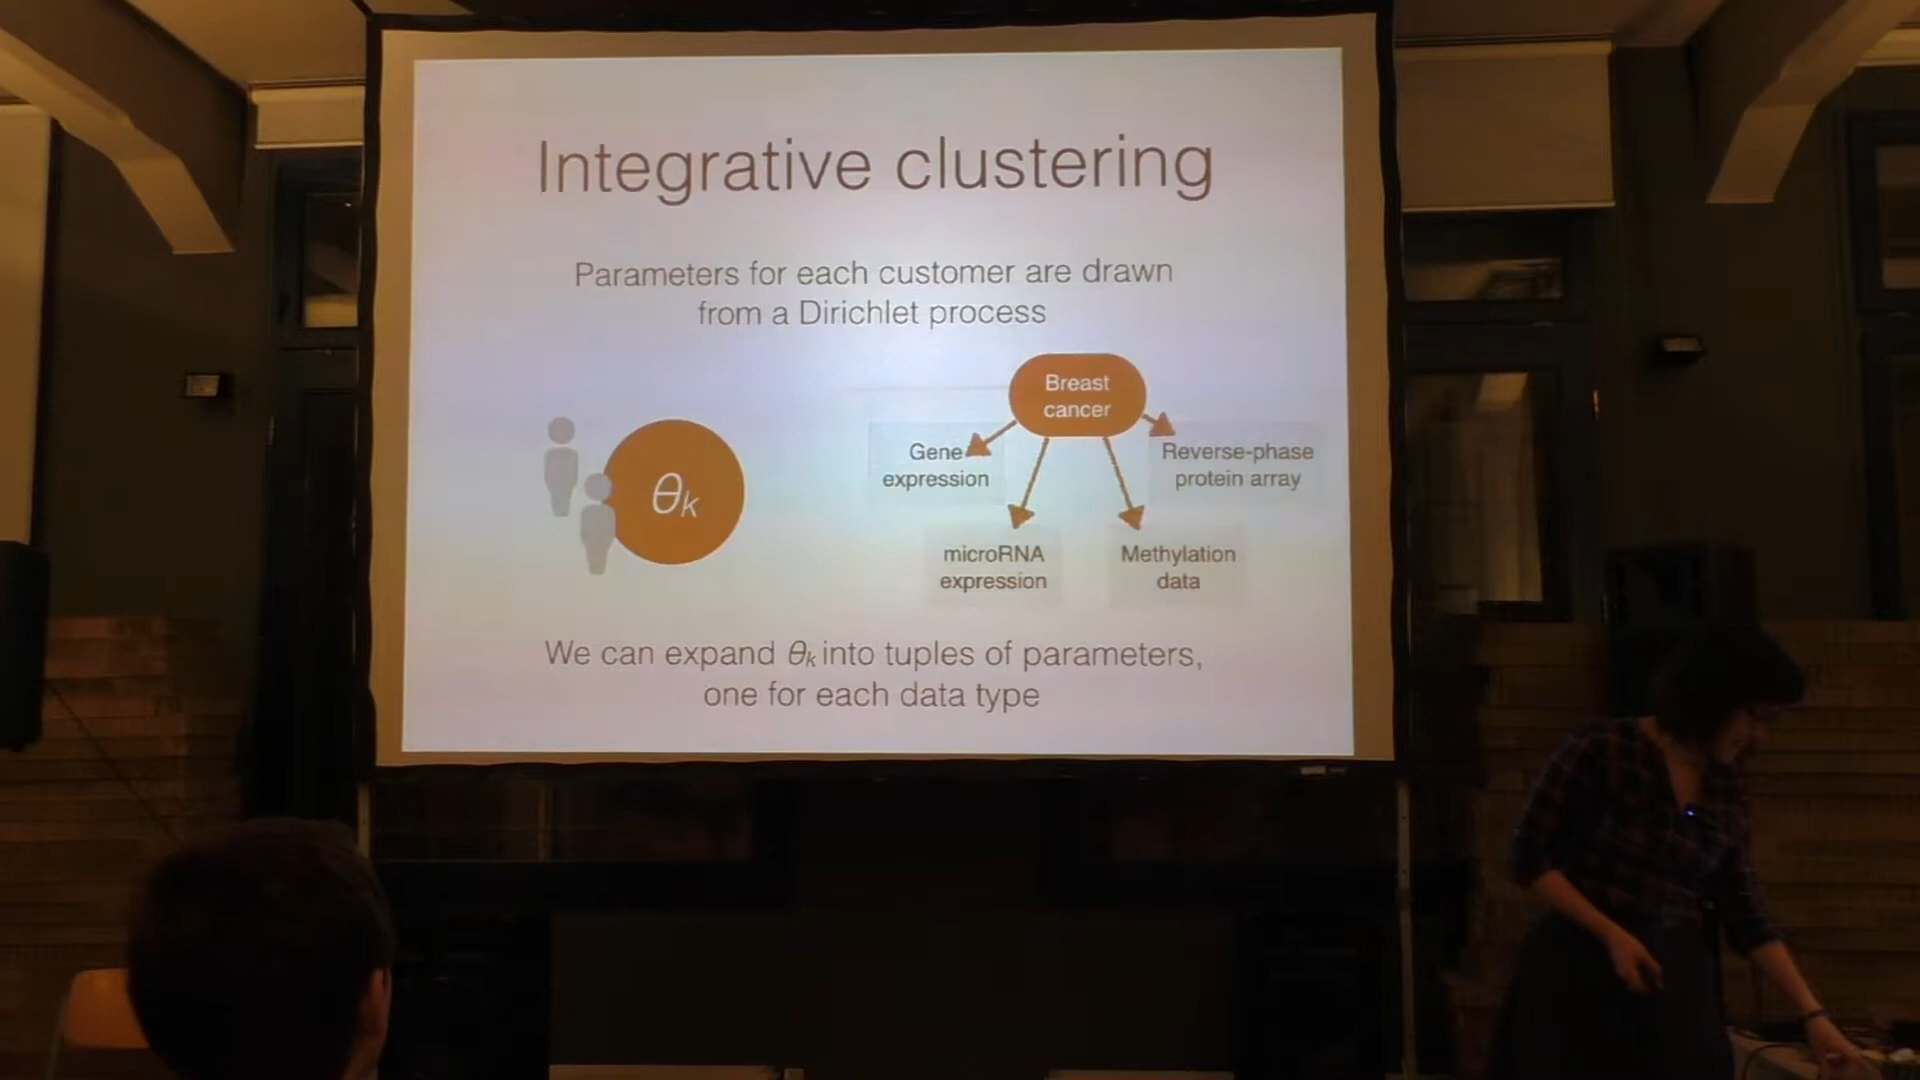 Integrative clustering
Parameters for each customer are drawn
from a Dirichlet process
Breast
cancer
θk
Gene
expression
Reverse-phase
protein array
microRNA
expression
Methylation
data
We can expand θk into tuples of parameters,
one for each data type